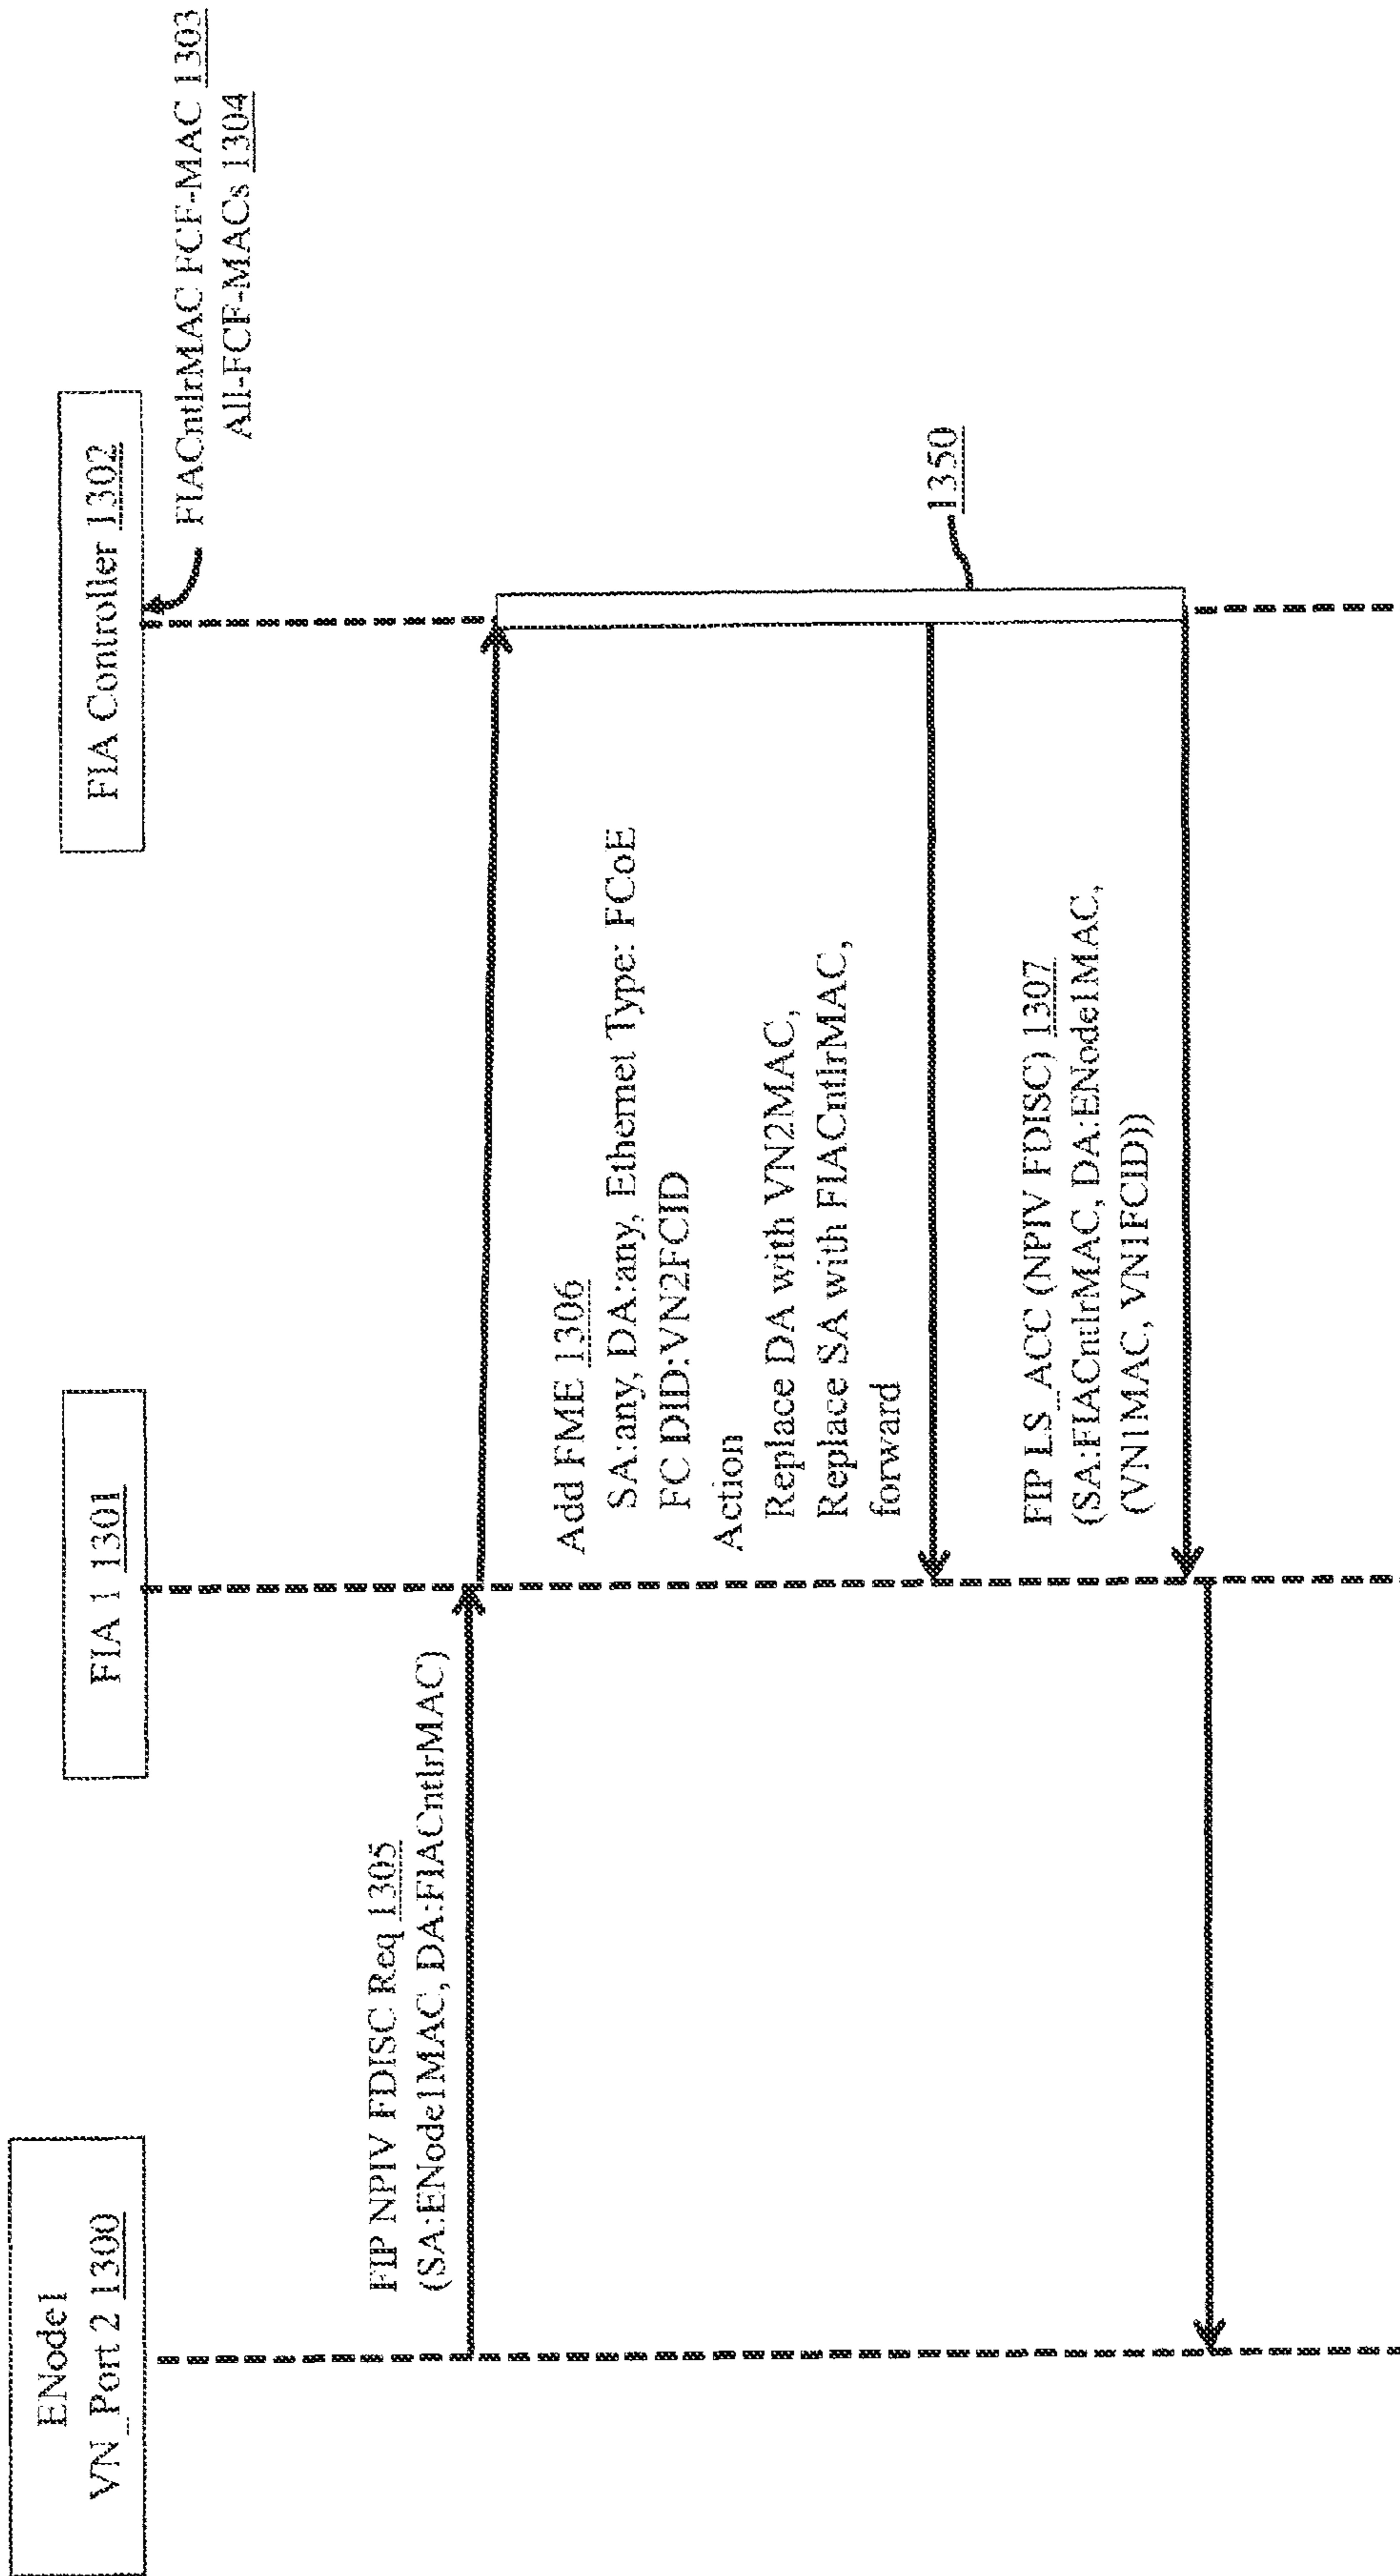 ENode1
VN_Port 2 1300
FIA 1 1301
FIA Controller 1302
FIACntlrMAC FCF-MAC 1303
All-FCF-MACs 1304
FIP NPIV FDISC Req 1305
(SA:ENode1MAC, DA:FIACntlrMAC)
Add FME 1306
SA:any, DA:any, Ethernet Type: FCoE
FC DID:VN2FCID
Action
Replace DA with VN2MAC,
Replace SA with FIACntlrMAC,
forward
1350
FIP LS_ACC (NPIV FDISC) 1307
(SA:FIACntlrMAC, DA:ENode1MAC,
(VN1MAC, VN1FCID))